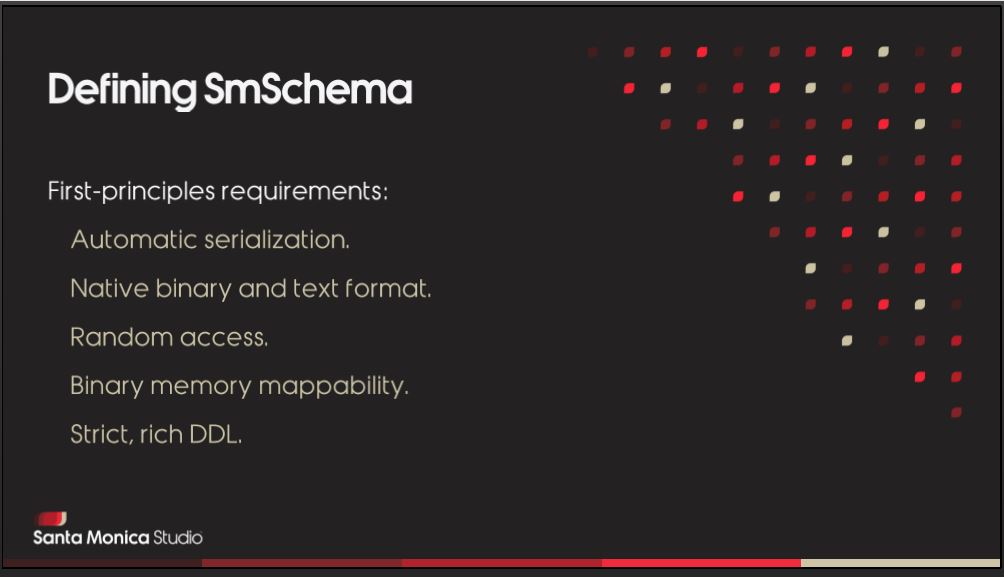 Defining SmSchema
First-principles requirements:
Automatic serialization.
Native binary and text format.
Random access.
Binary memory mappability.
Strict, rich DDL.
Santa Monica Studio